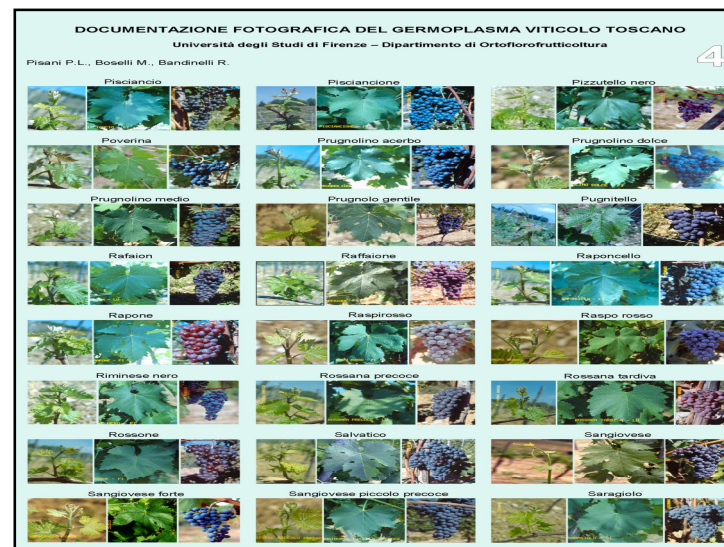 DOCUMENTAZIONE FOTOGRAFICA DEL GERMOPLASMA VITICOLO TOSCANO
Università degli Studi di Firenze – Dipartimento di Ortoflorofrutticoltura
Pisani P.L., Boselli M., Bandinelli R.
4
Pisciancio Pisciancione Pizzutello nero
Poverina Prugnolino acerbo Prugnolino dolce
Prugnolino medio Prugnolo gentile Pugnitello
Rafaion Raffaione Raponcello
Rapone Raspirosso Raspo rosso
Riminese nero Rossana precoce Rossana tardiva
Rossone Salvatico Sangiovese
Sangiovese forte Sangiovese piccolo precoce Saragiolo